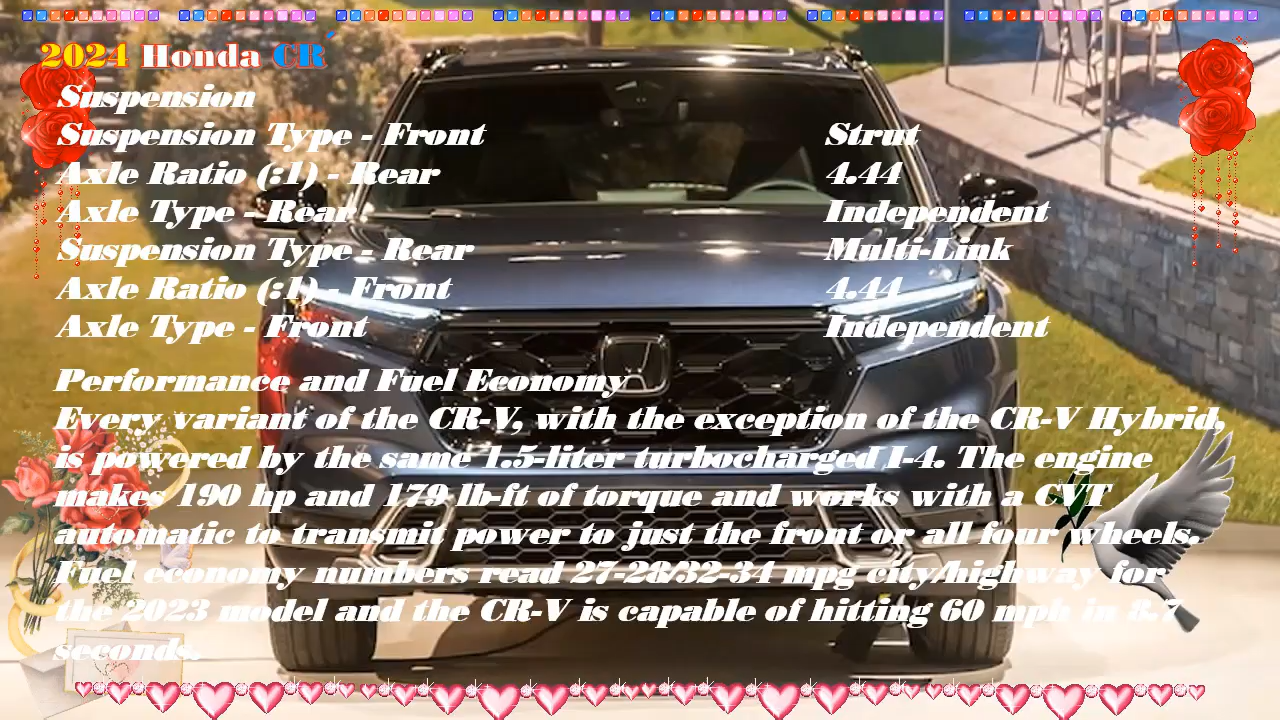 2024 Honda CR
Suspension
Suspension Type - Front Strut
Axle Ratio (:1) - Rear 4.44
Axle Type - Rear Independent
Suspension Type - Rear Multi-Link
Axle Ratio (:1) - Front 4.44
Axle Type - Front Independent
Performance and Fuel Economy
Every variant of the CR-V, with the exception of the CR-V Hybrid,
is powered by the same 1.5-liter turbocharged I-4. The engine
makes 190 hp and 179 lb-ft of torque and works with a CVT
automatic to transmit power to just the front or all four wheels.
Fuel economy numbers read 27-28/32-34 mpg city/highway for
the 2023 model and the CR-V is capable of hitting 60 mph in 8.7
seconds.